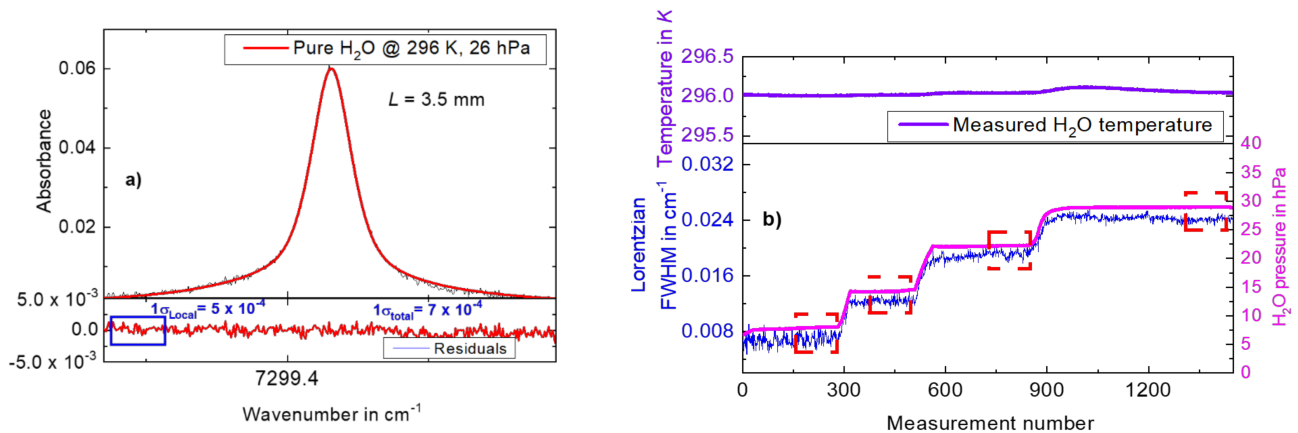 Pure H₂O @ 296 K, 26 hPa
L = 3.5 mm
a)
Absorbance
0.06
0.04
0.02
5.0 x 10⁻³
0.0
-5.0 x 10⁻³
1σLocal= 5 x 10⁻⁴
1σtotal= 7 x 10⁻⁴
Residuals
7299.4
Wavenumber in cm⁻¹
Temperature in K
296.5
296.0
295.5
Measured H₂O temperature
Lorentzian
FWHM in cm⁻¹
0.032
0.024
0.016
0.008
b)
40
35
30
25
20
15
10
5
0
H₂O pressure in hPa
0
300
600
900
1200
Measurement number